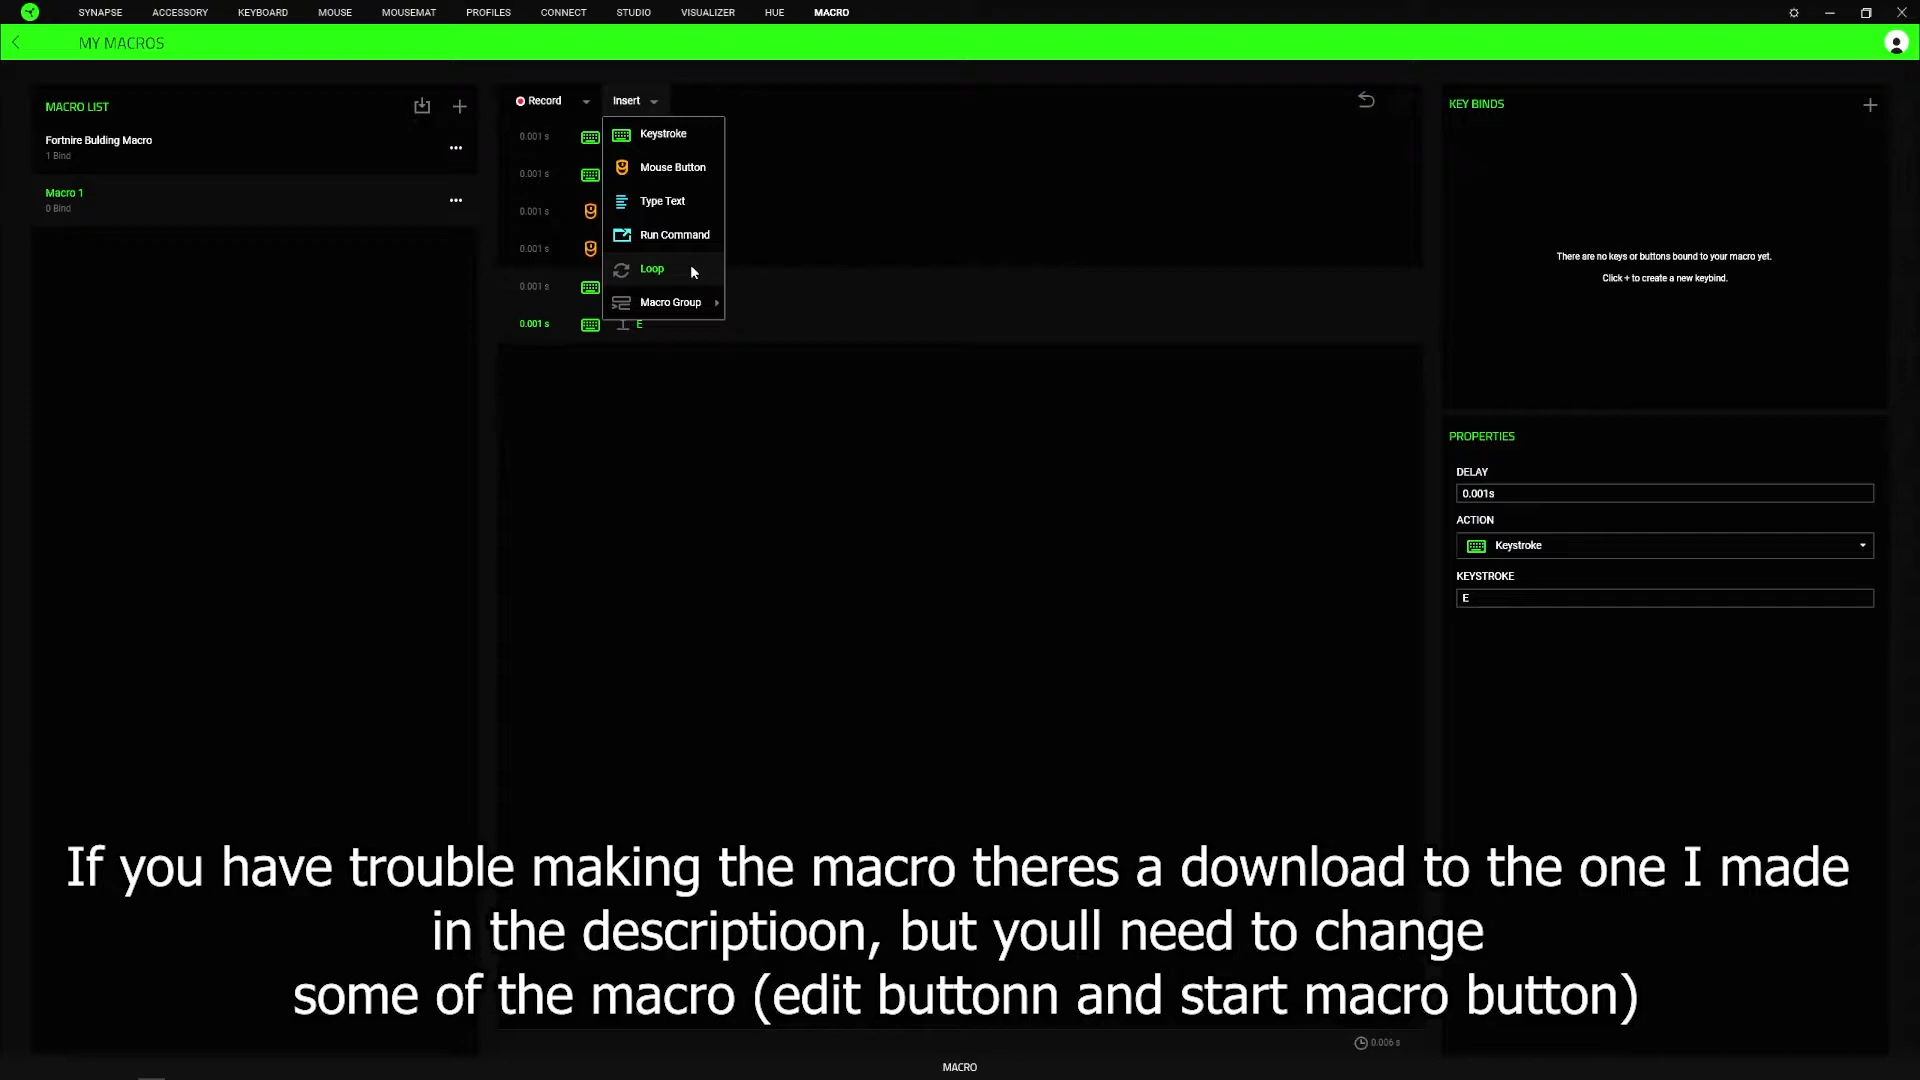 SYNAPSE ACCESSORY KEYBOARD MOUSE MOUSEMAT PROFILES CONNECT STUDIO VISUALIZER HUE MACRO
MY MACROS
MACRO LIST
Fortnire Bulding Macro
1 Bind
Macro 1
0 Bind
Record
Insert
0.001 s
0.001 s
0.001 s
0.001 s
0.001 s
0.001 s
E
Keystroke
Mouse Button
Type Text
Run Command
Loop
Macro Group
KEY BINDS
There are no keys or buttons bound to your macro yet.
Click + to create a new keybind.
PROPERTIES
DELAY
0.001s
ACTION
Keystroke
KEYSTROKE
E
If you have trouble making the macro theres a download to the one I made
in the descriptioon, but youll need to change
some of the macro (edit buttonn and start macro button)
0.006 s
MACRO